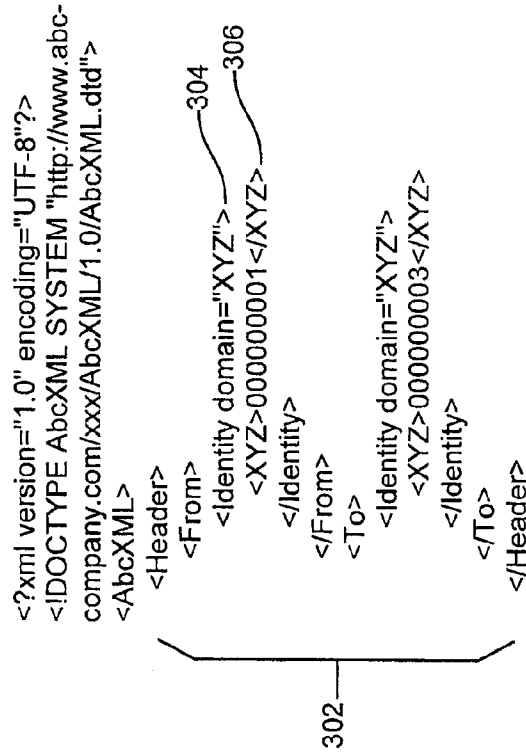 <?xml version="1.0" encoding="UTF-8"?>
<!DOCTYPE AbcXML SYSTEM "http://www.abc-
company.com/xxx/AbcXML/1.0/AbcXML.dtd">
<AbcXML>
<Header>
<From>
<Identity domain="XYZ"> 304
<XYZ>000000001</XYZ> 306
</Identity>
</From>
<To>
<Identity domain="XYZ">
<XYZ>000000003</XYZ>
</Identity>
</To>
</Header>
302